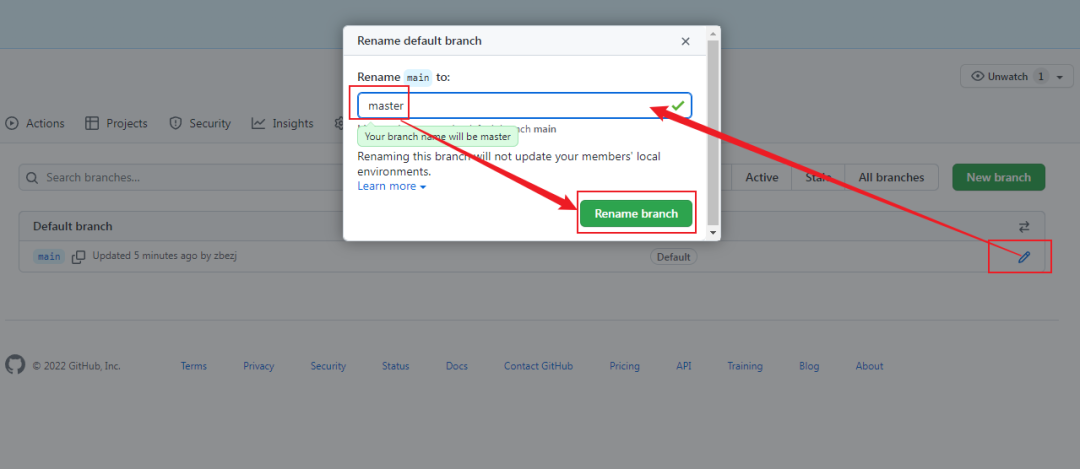 Rename default branch
Rename main to:
master
branch main
Your branch name will be master
Renaming this branch will not update your members' local
environments.
Learn more
Rename branch
Unwatch 1
Actions Projects Security Insights
Search branches...
Active Stale All branches New branch
Default branch
main Updated 5 minutes ago by zbezj Default
© 2022 GitHub, Inc. Terms Privacy Security Status Docs Contact GitHub Pricing API Training Blog About